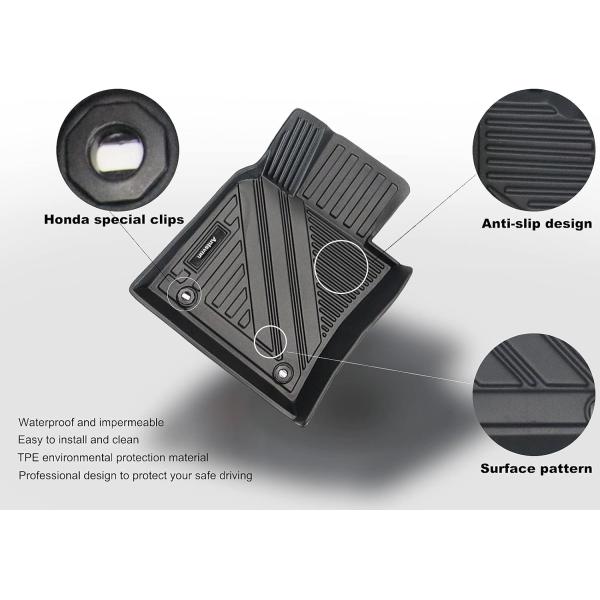 Honda special clips
Anti-slip design
Surface pattern
Waterproof and impermeable
Easy to install and clean
TPE environmental protection material
Professional design to protect your safe driving